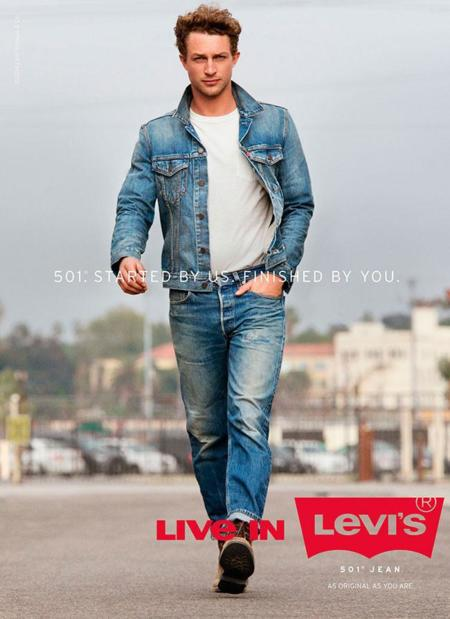 501.® STARTED BY US. FINISHED BY YOU.
LIVE IN
LEVI'S®
501® JEAN
AS ORIGINAL AS YOU ARE.